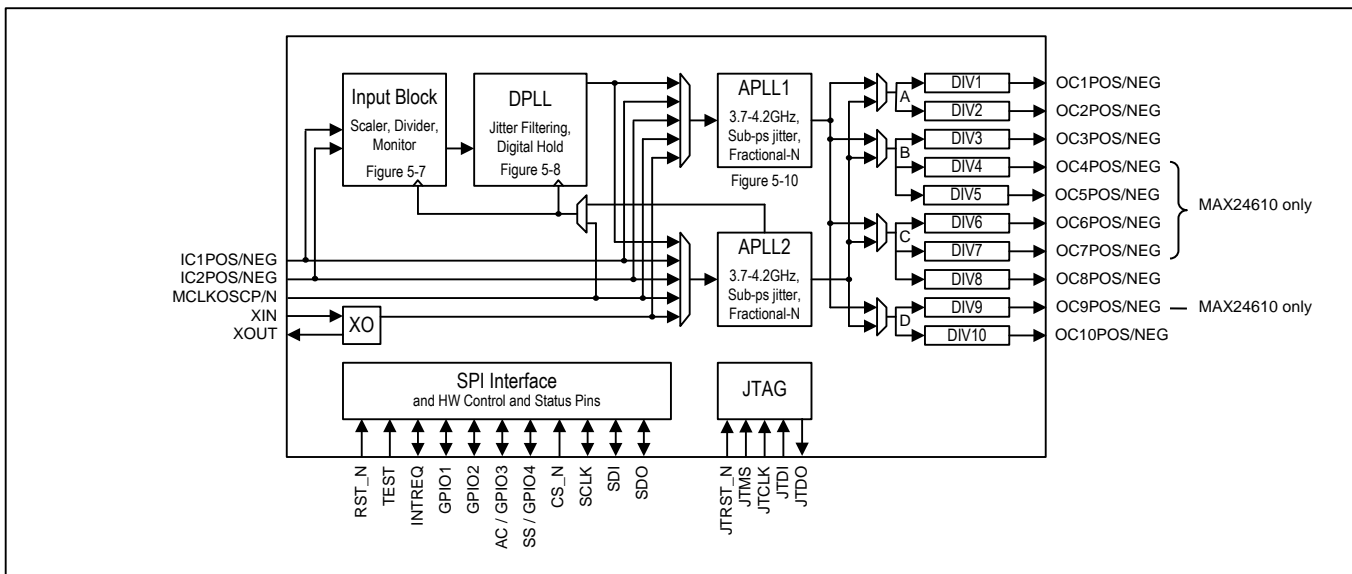 Input Block
Scaler, Divider,
Monitor
Figure 5-7
DPLL
Jitter Filtering,
Digital Hold
Figure 5-8
APLL1
3.7-4.2GHz,
Sub-ps jitter,
Fractional-N
Figure 5-10
APLL2
3.7-4.2GHz,
Sub-ps jitter,
Fractional-N
A
B
C
D
DIV1
DIV2
DIV3
DIV4
DIV5
DIV6
DIV7
DIV8
DIV9
DIV10
OC1POS/NEG
OC2POS/NEG
OC3POS/NEG
OC4POS/NEG
OC5POS/NEG
OC6POS/NEG
OC7POS/NEG
OC8POS/NEG
OC9POS/NEG
OC10POS/NEG
MAX24610 only
MAX24610 only
IC1POS/NEG
IC2POS/NEG
MCLKOSCP/N
XIN
XOUT
XO
SPI Interface
and HW Control and Status Pins
JTAG
RST_N
TEST
INTREQ
GPIO1
GPIO2
AC / GPIO3
SS / GPIO4
CS_N
SCLK
SDI
SDO
JTRST_N
JTMS
JTCLK
JTDI
JTDO